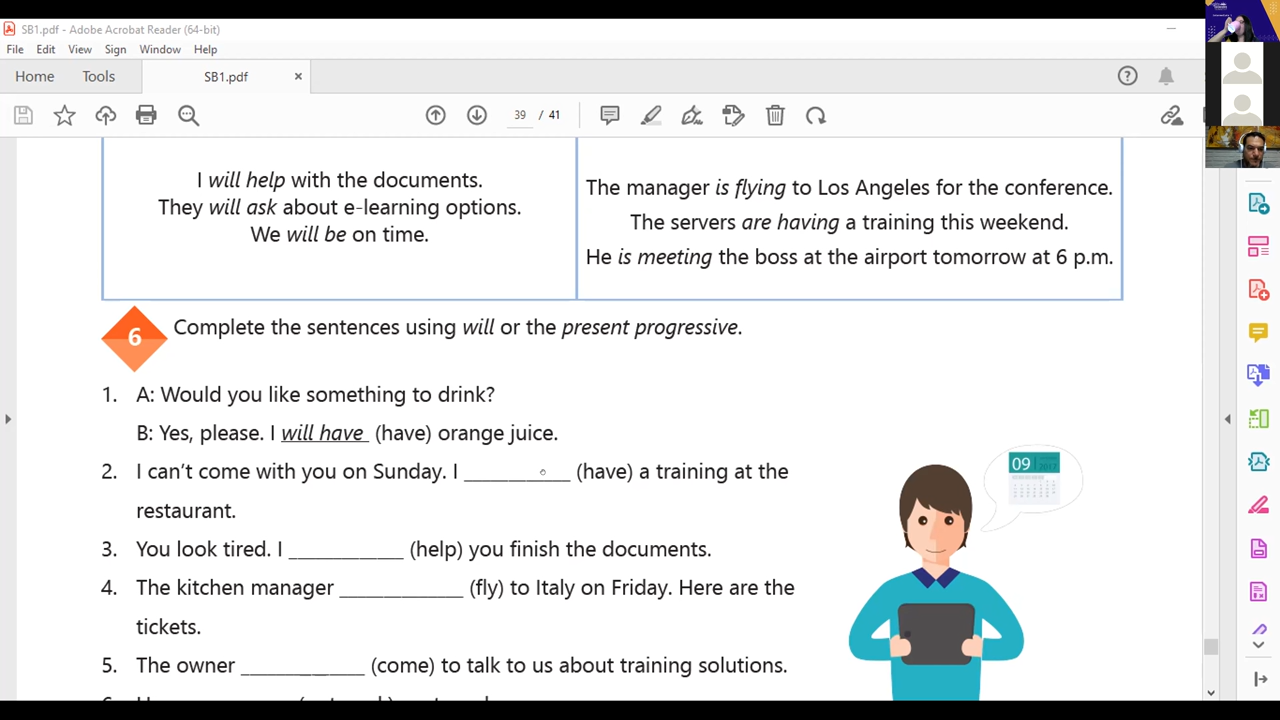 SB1.pdf - Adobe Acrobat Reader (64-bit)
File Edit View Sign Window Help
Home Tools SB1.pdf ×
39 / 41
I will help with the documents.
They will ask about e-learning options.
We will be on time.
The manager is flying to Los Angeles for the conference.
The servers are having a training this weekend.
He is meeting the boss at the airport tomorrow at 6 p.m.
6 Complete the sentences using will or the present progressive.
1. A: Would you like something to drink?
B: Yes, please. I will have (have) orange juice.
2. I can't come with you on Sunday. I ___________ (have) a training at the
restaurant.
3. You look tired. I ____________ (help) you finish the documents.
4. The kitchen manager _____________ (fly) to Italy on Friday. Here are the
tickets.
5. The owner _____________ (come) to talk to us about training solutions.
09
2017